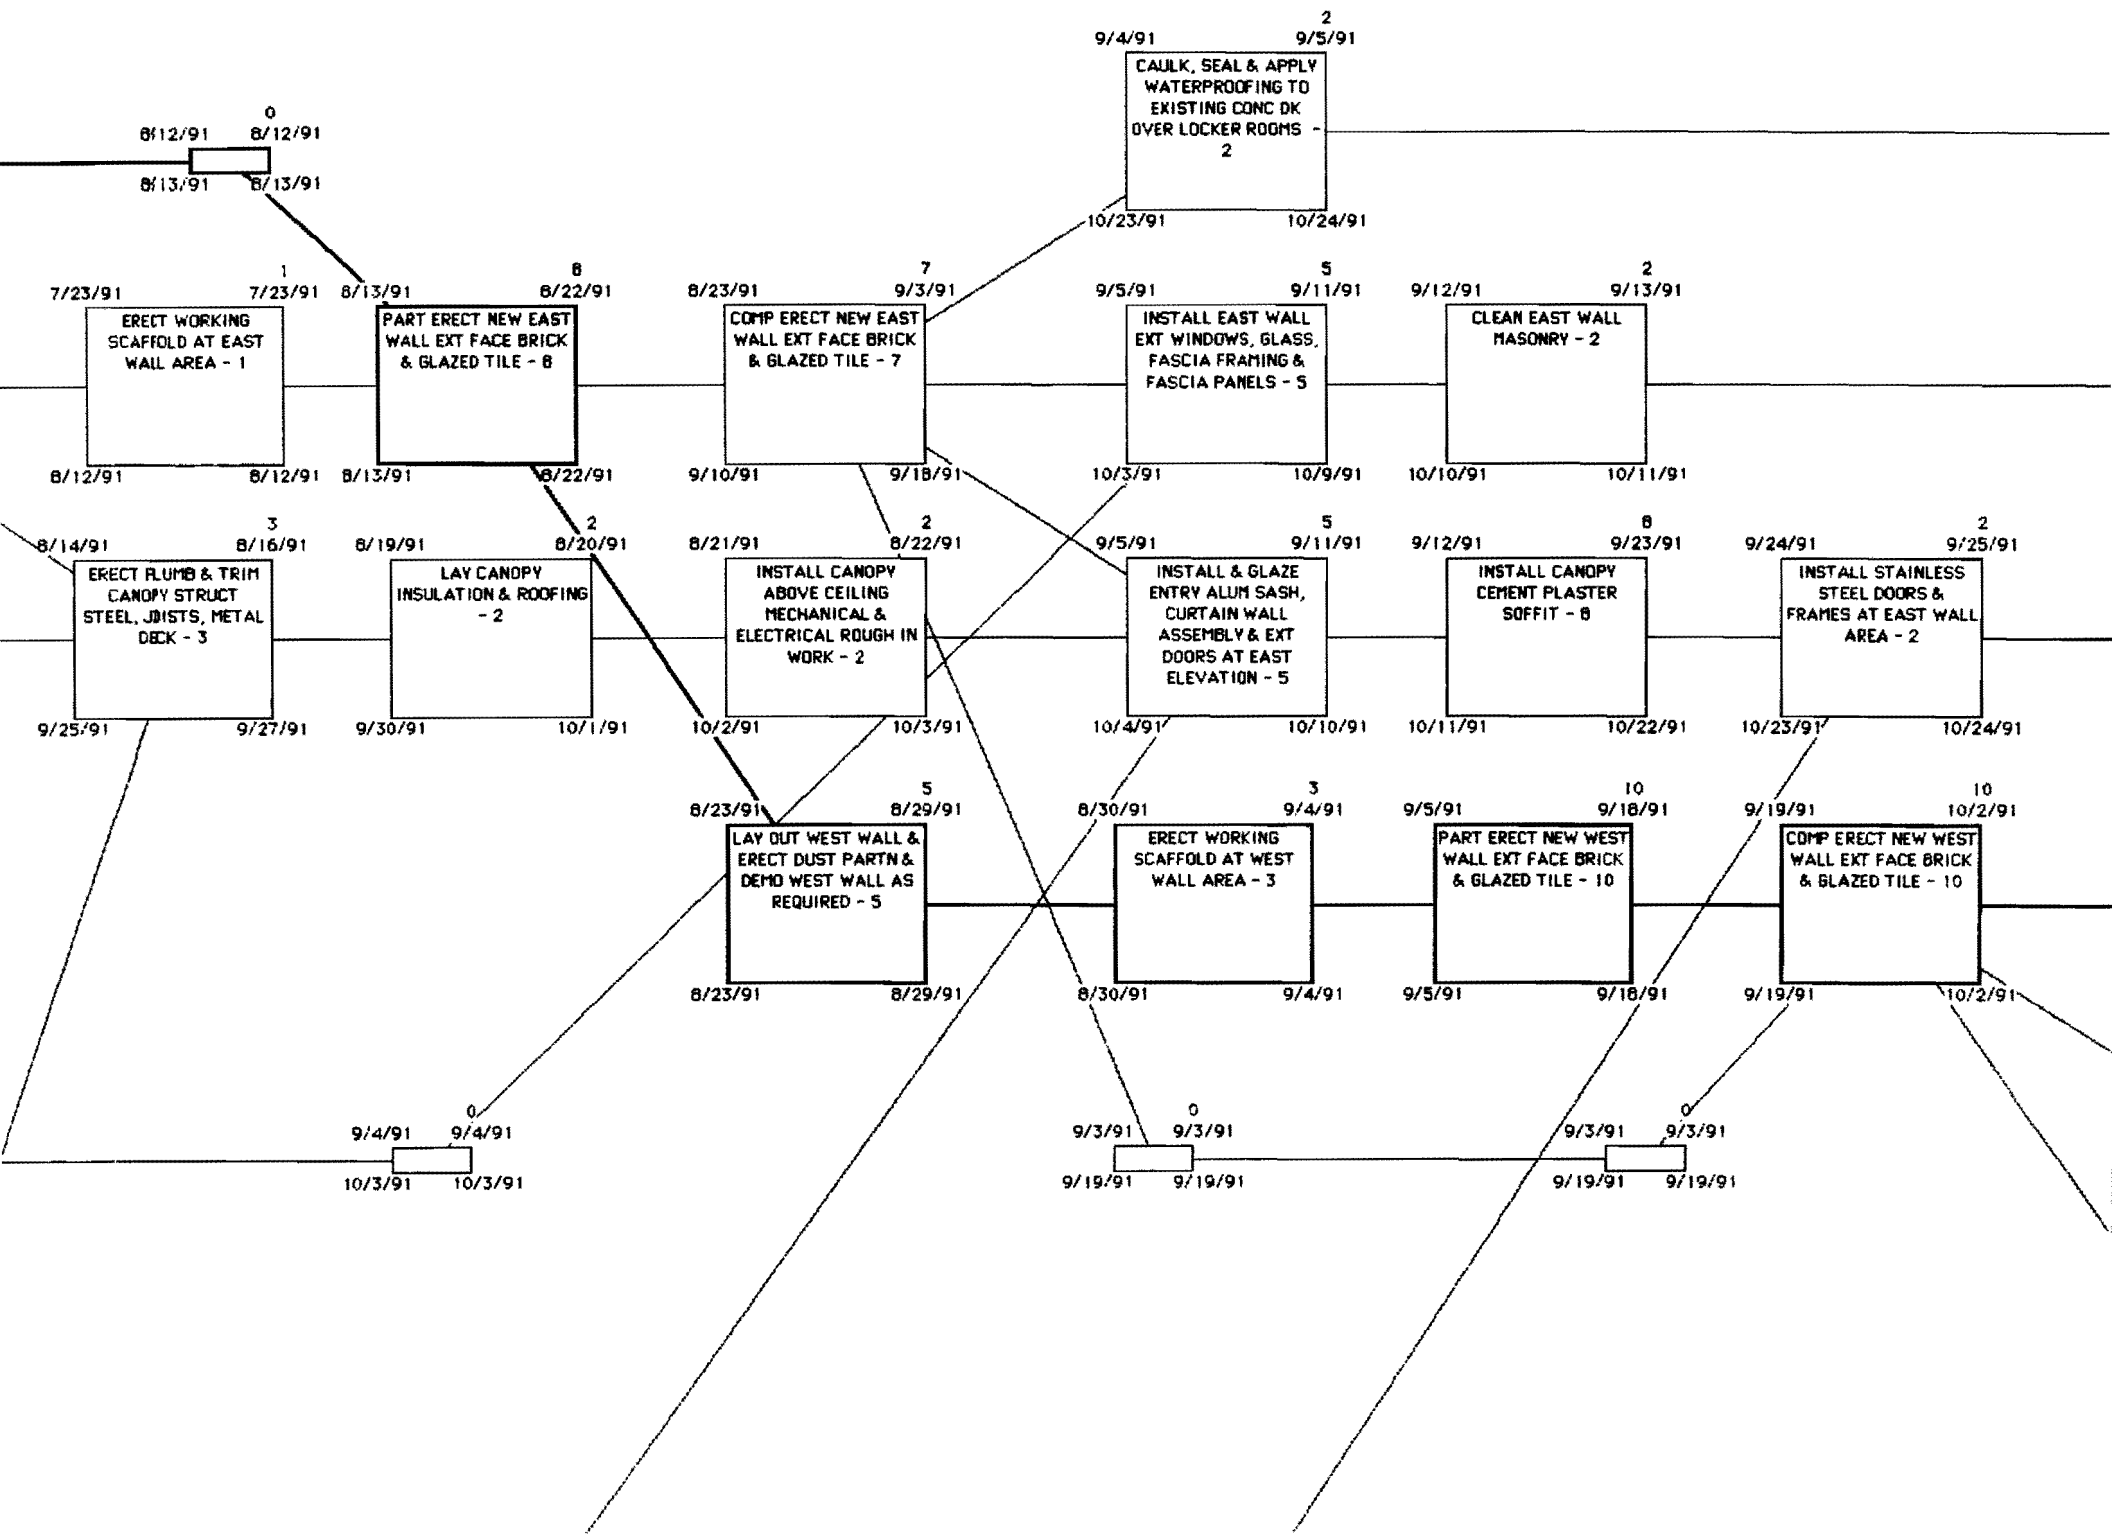 2
9/4/91 9/5/91
CAULK, SEAL & APPLY
WATERPROOFING TO
EXISTING CONC DK
OVER LOCKER ROOMS -
2
10/23/91 10/24/91
0
8/12/91 8/12/91
8/13/91 8/13/91
1
7/23/91 7/23/91
ERECT WORKING
SCAFFOLD AT EAST
WALL AREA - 1
8/12/91 8/12/91
8
8/13/91 8/22/91
PART ERECT NEW EAST
WALL EXT FACE BRICK
& GLAZED TILE - 8
8/13/91 8/22/91
7
8/23/91 9/3/91
COMP ERECT NEW EAST
WALL EXT FACE BRICK
& GLAZED TILE - 7
9/10/91 9/18/91
5
9/5/91 9/11/91
INSTALL EAST WALL
EXT WINDOWS, GLASS,
FASCIA FRAMING &
FASCIA PANELS - 5
10/3/91 10/9/91
2
9/12/91 9/13/91
CLEAN EAST WALL
MASONRY - 2
10/10/91 10/11/91
3
8/14/91 8/16/91
ERECT PLUMB & TRIM
CANOPY STRUCT
STEEL, JOISTS, METAL
DECK - 3
9/25/91 9/27/91
2
8/19/91 8/20/91
LAY CANOPY
INSULATION & ROOFING
- 2
9/30/91 10/1/91
2
8/21/91 8/22/91
INSTALL CANOPY
ABOVE CEILING
MECHANICAL &
ELECTRICAL ROUGH IN
WORK - 2
10/2/91 10/3/91
5
9/5/91 9/11/91
INSTALL & GLAZE
ENTRY ALUM SASH,
CURTAIN WALL
ASSEMBLY & EXT
DOORS AT EAST
ELEVATION - 5
10/4/91 10/10/91
8
9/12/91 9/23/91
INSTALL CANOPY
CEMENT PLASTER
SOFFIT - 8
10/11/91 10/22/91
2
9/24/91 9/25/91
INSTALL STAINLESS
STEEL DOORS &
FRAMES AT EAST WALL
AREA - 2
10/23/91 10/24/91
5
8/23/91 8/29/91
LAY OUT WEST WALL &
ERECT DUST PARTN &
DEMO WEST WALL AS
REQUIRED - 5
8/23/91 8/29/91
3
8/30/91 9/4/91
ERECT WORKING
SCAFFOLD AT WEST
WALL AREA - 3
8/30/91 9/4/91
10
9/5/91 9/18/91
PART ERECT NEW WEST
WALL EXT FACE BRICK
& GLAZED TILE - 10
9/5/91 9/18/91
10
9/19/91 10/2/91
COMP ERECT NEW WEST
WALL EXT FACE BRICK
& GLAZED TILE - 10
9/19/91 10/2/91
0
9/4/91 9/4/91
10/3/91 10/3/91
0
9/3/91 9/3/91
9/19/91 9/19/91
0
9/3/91 9/3/91
9/19/91 9/19/91